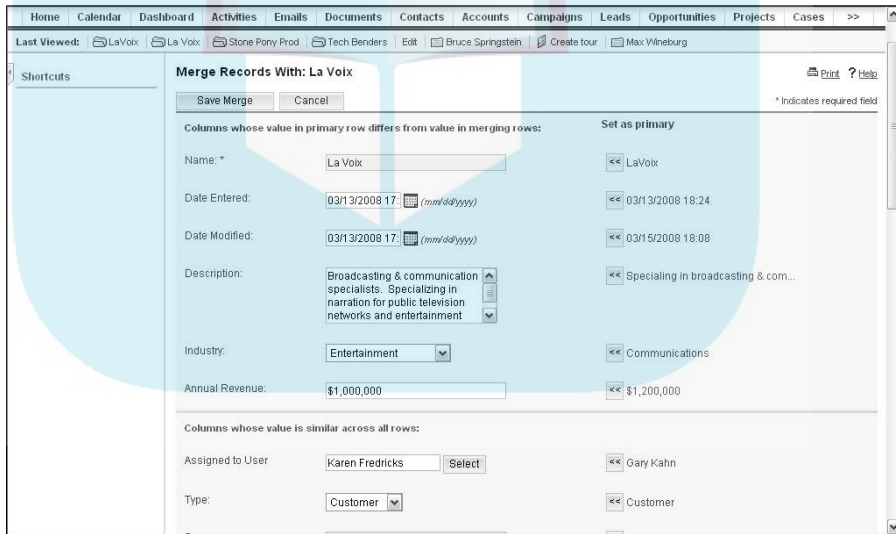 Home Calendar Dashboard Activities Emails Documents Contacts Accounts Campaigns Leads Opportunities Projects Cases >>
Last Viewed: LaVoix La Voix Stone Pony Prod Tech Benders Edit Bruce Springstein Create tour Max Wineburg
Shortcuts
Merge Records With: La Voix
Print ? Help
Save Merge Cancel
* Indicates required field
Columns whose value in primary row differs from value in merging rows: Set as primary
Name: * La Voix << LaVoix
Date Entered: 03/13/2008 17: (mm/dd/yyyy) << 03/13/2008 18:24
Date Modified: 03/13/2008 17: (mm/dd/yyyy) << 03/15/2008 18:08
Description: Broadcasting & communication << Specialing in broadcasting & com...
specialists. Specializing in
narration for public television
networks and entertainment
Industry: Entertainment << Communications
Annual Revenue: $1,000,000 << $1,200,000
Columns whose value is similar across all rows:
Assigned to User Karen Fredricks Select << Gary Kahn
Type: Customer << Customer